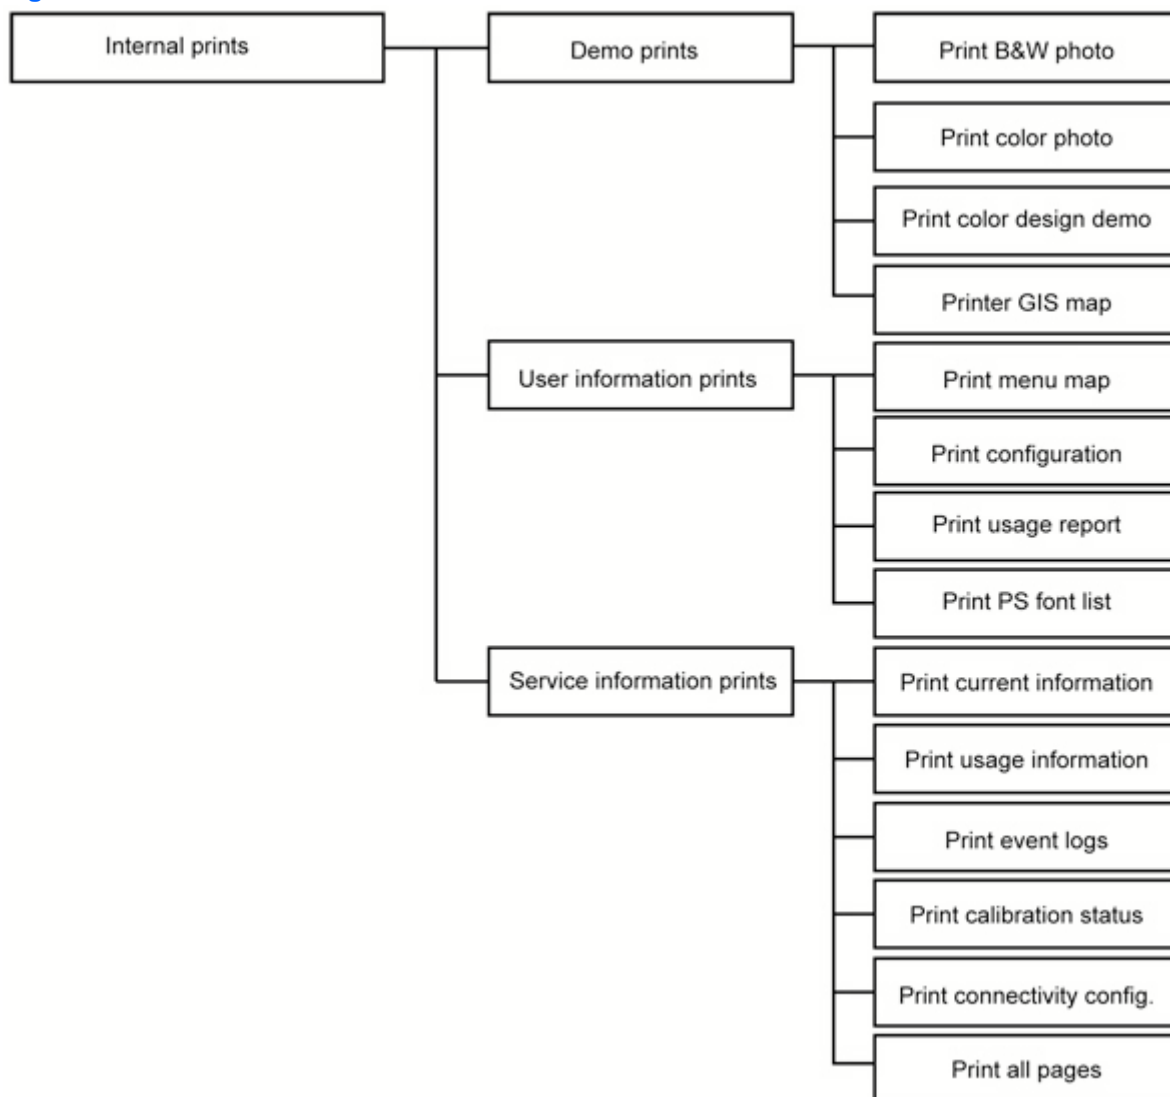 Internal prints
Demo prints
Print B&W photo
Print color photo
Print color design demo
Printer GIS map
User information prints
Print menu map
Print configuration
Print usage report
Print PS font list
Service information prints
Print current information
Print usage information
Print event logs
Print calibration status
Print connectivity config.
Print all pages